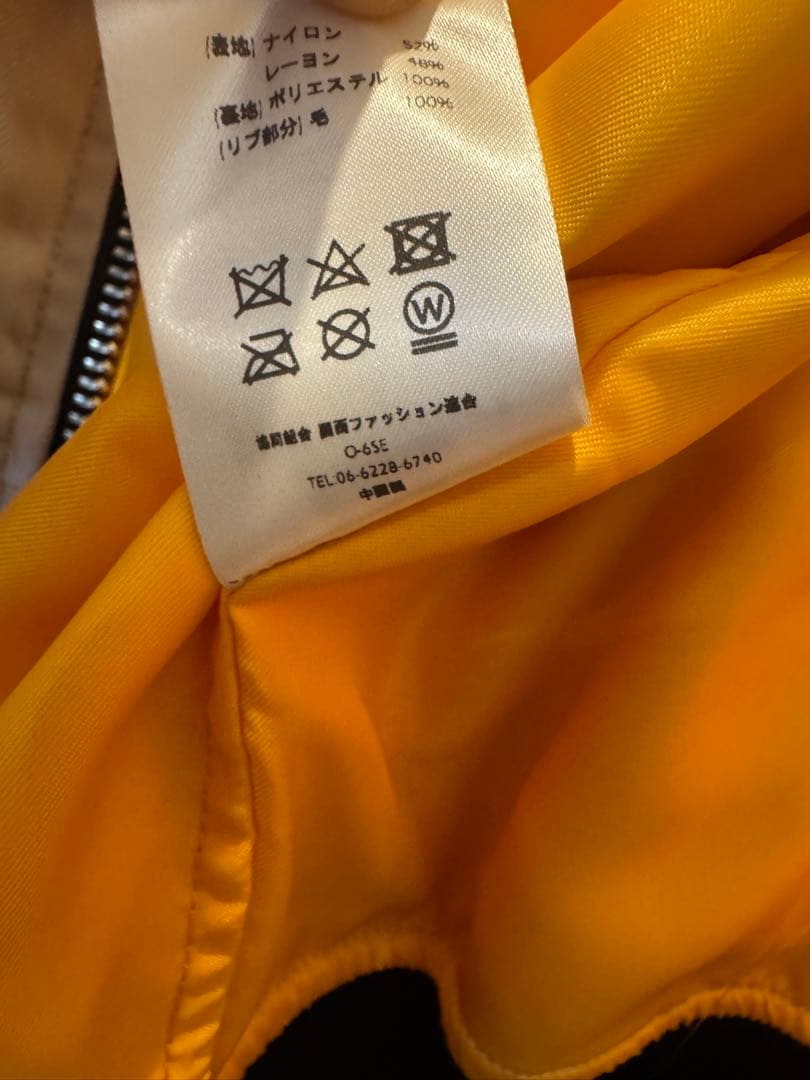 (表地) ナイロン 52%
レーヨン 48%
(裏地) ポリエステル 100%
(リブ部分) 毛 100%
W
協同組合 関西ファッション連合
O-6SE
TEL:06-6228-6740
中国製